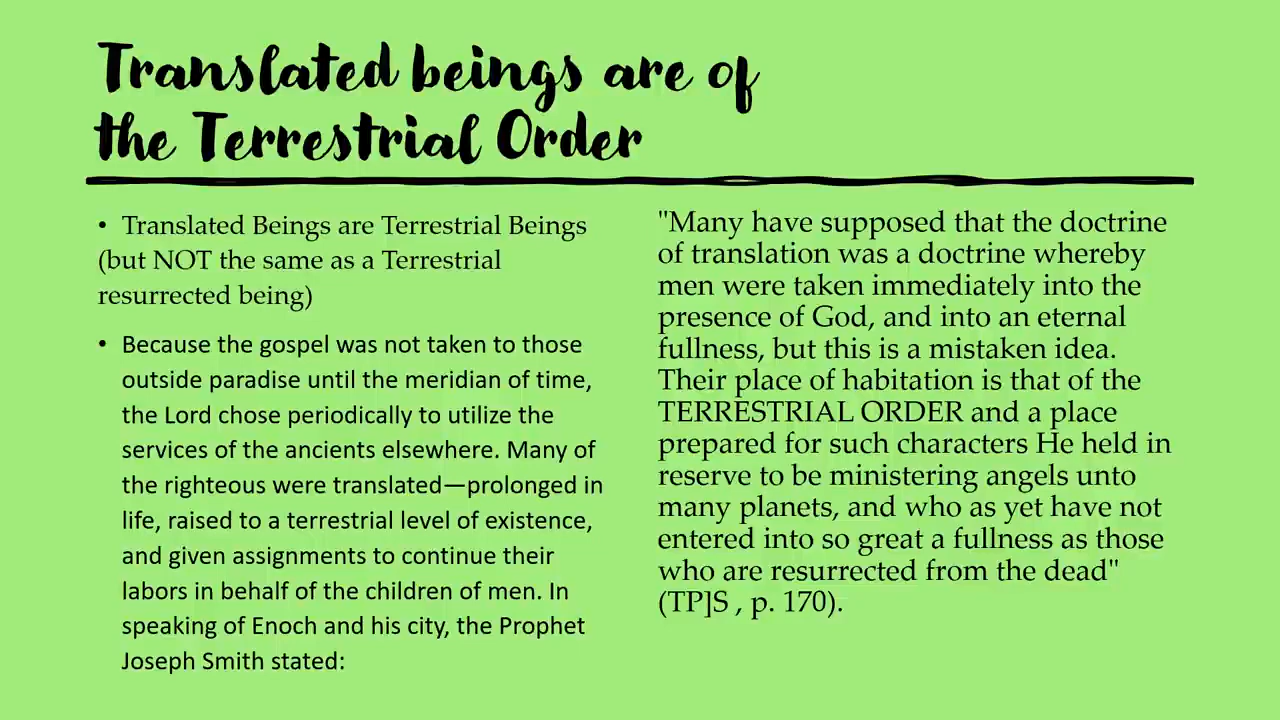 Translated beings are of
the Terrestrial Order
• Translated Beings are Terrestrial Beings
(but NOT the same as a Terrestrial
resurrected being)
• Because the gospel was not taken to those
outside paradise until the meridian of time,
the Lord chose periodically to utilize the
services of the ancients elsewhere. Many of
the righteous were translated—prolonged in
life, raised to a terrestrial level of existence,
and given assignments to continue their
labors in behalf of the children of men. In
speaking of Enoch and his city, the Prophet
Joseph Smith stated:
"Many have supposed that the doctrine
of translation was a doctrine whereby
men were taken immediately into the
presence of God, and into an eternal
fullness, but this is a mistaken idea.
Their place of habitation is that of the
TERRESTRIAL ORDER and a place
prepared for such characters He held in
reserve to be ministering angels unto
many planets, and who as yet have not
entered into so great a fullness as those
who are resurrected from the dead"
(TP]S , p. 170).